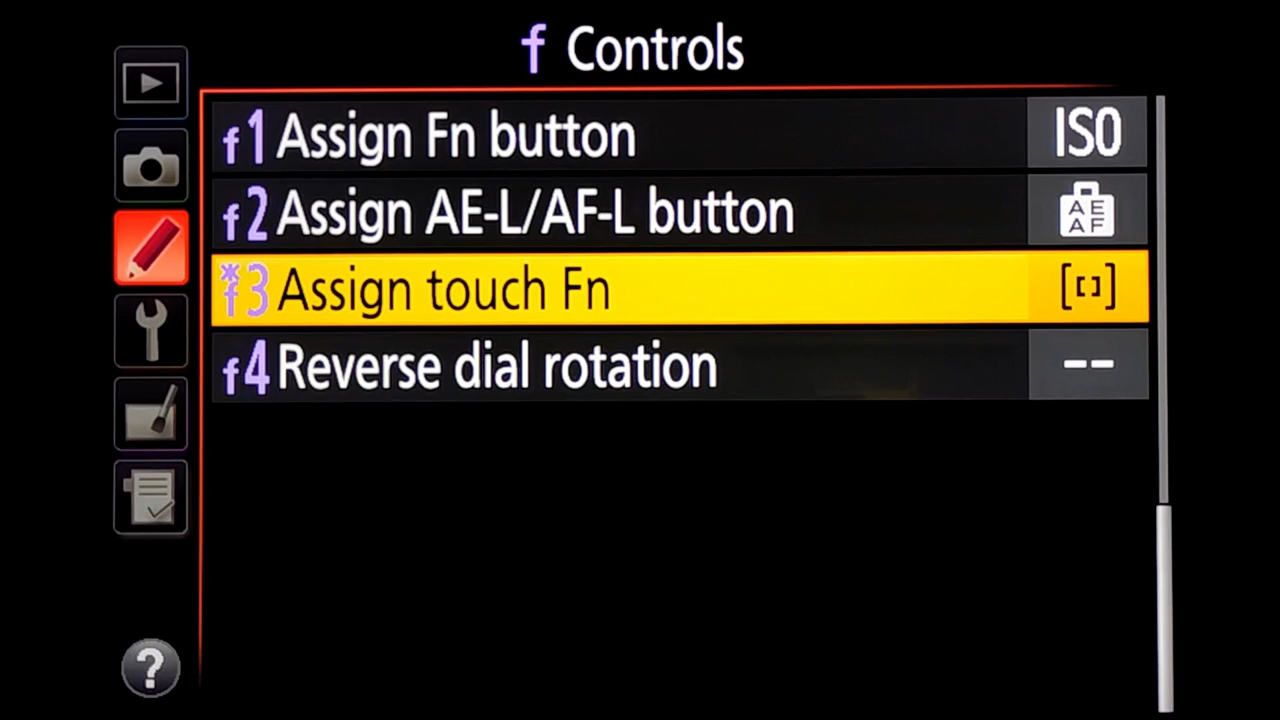 f Controls
f1 Assign Fn button ISO
f2 Assign AE-L/AF-L button AE AF
*f3 Assign touch Fn [[ ]]
f4 Reverse dial rotation --
?